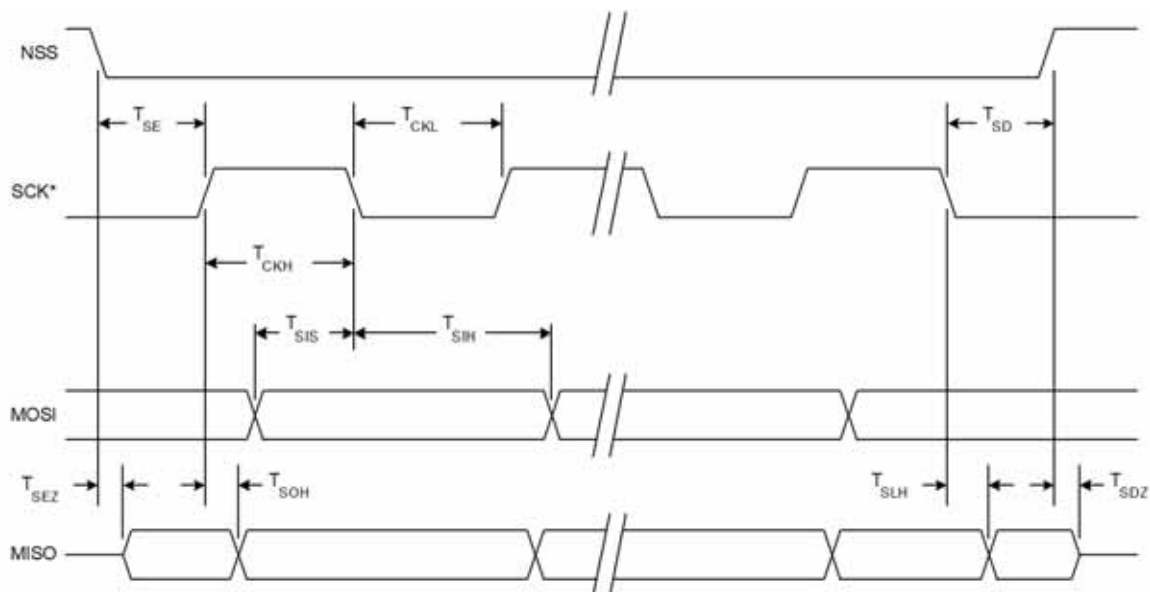 NSS
T_SE
T_CKL
T_SD
SCK*
T_CKH
T_SIS
T_SIH
MOSI
T_SEZ
T_SOH
T_SLH
T_SDZ
MISO